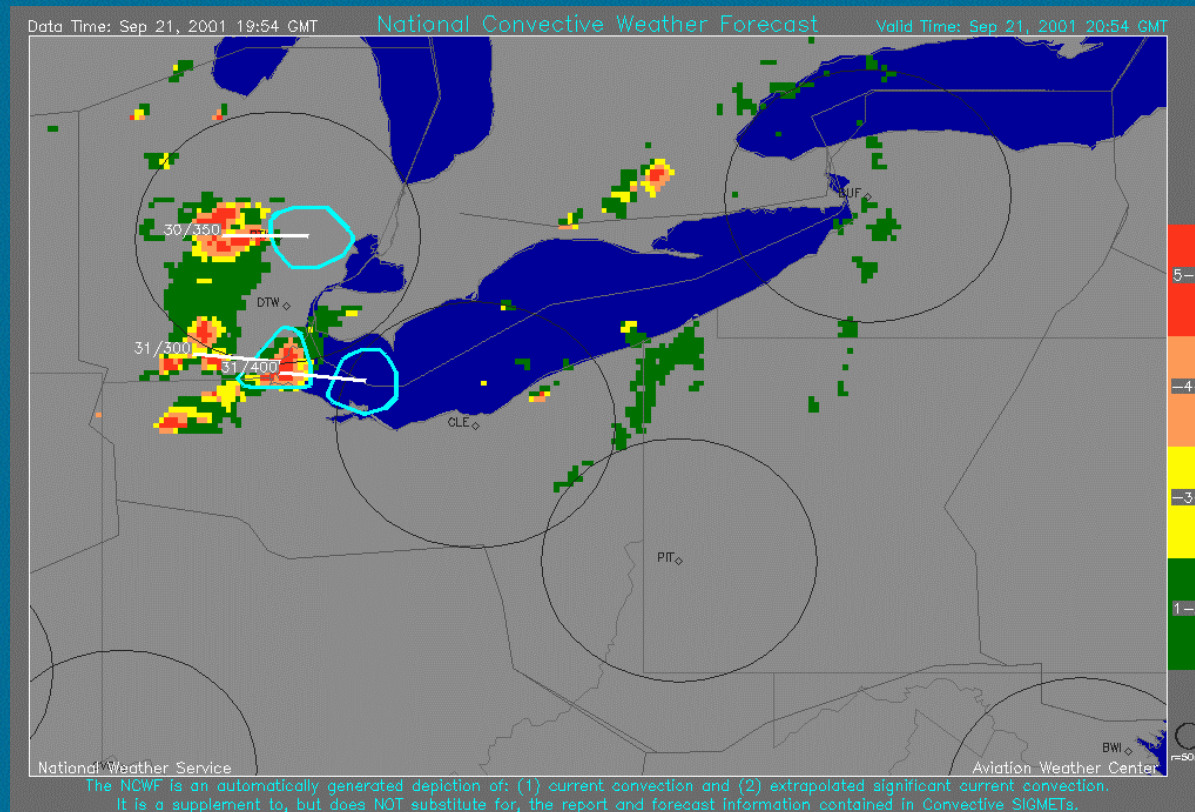 Data Time: Sep 21, 2001 19:54 GMT
National Convective Weather Forecast
Valid Time: Sep 21, 2001 20:54 GMT
BUF
30/350
5-
DTW
31/300
31/400
-4
CLE
-3
PIT
1-
BWI
National Weather Service
Aviation Weather Center
The NCWF is an automatically generated depiction of: (1) current convection and (2) extrapolated significant current convection.
It is a supplement to, but does NOT substitute for, the report and forecast information contained in Convective SIGMETs.